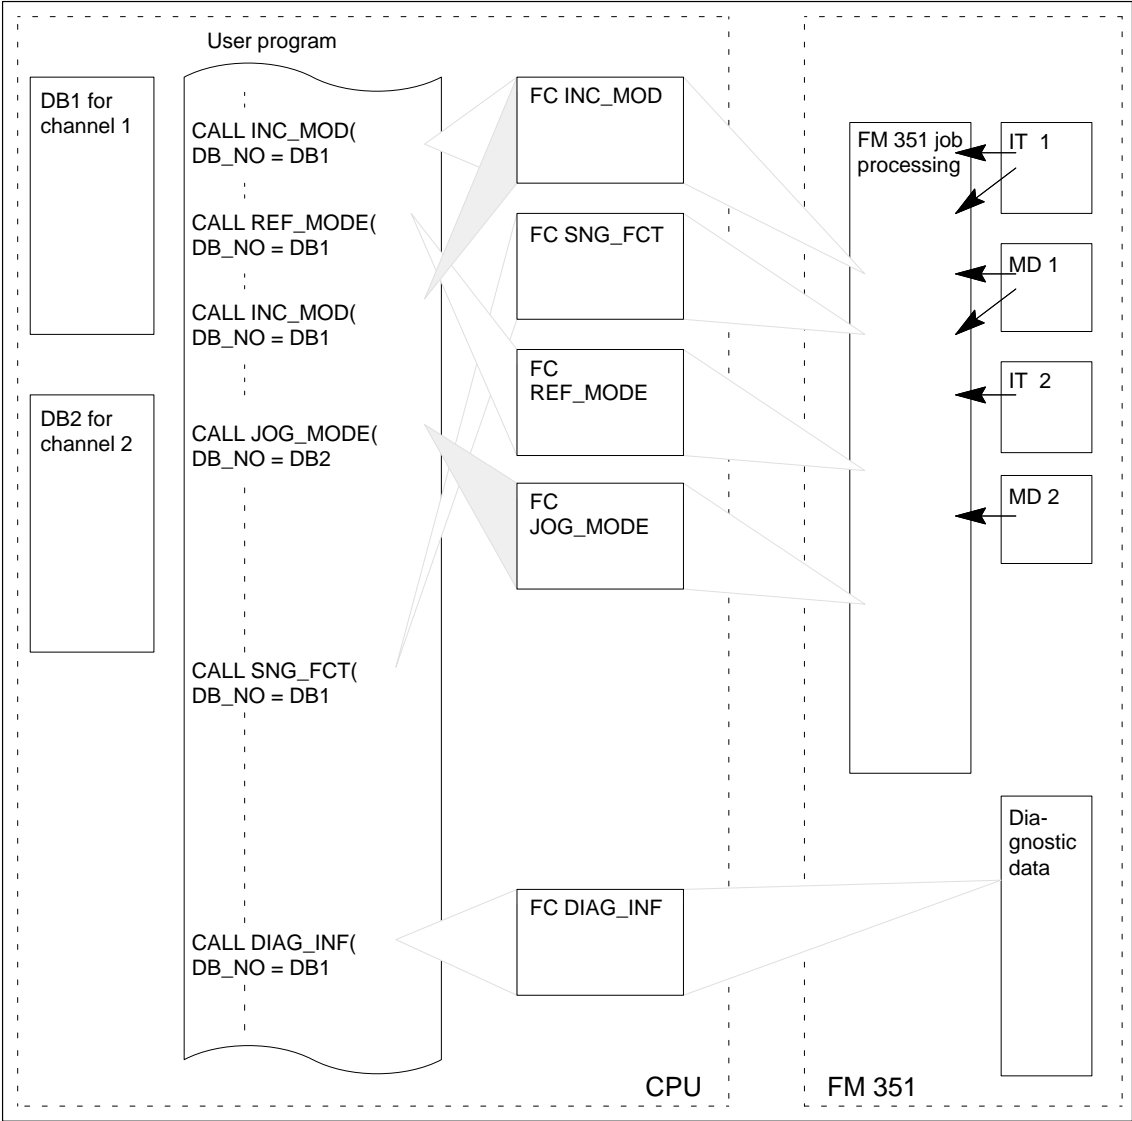 User program
DB1 for
channel 1
CALL INC_MOD(
DB_NO = DB1
CALL REF_MODE(
DB_NO = DB1
CALL INC_MOD(
DB_NO = DB1
DB2 for
channel 2
CALL JOG_MODE(
DB_NO = DB2
CALL SNG_FCT(
DB_NO = DB1
CALL DIAG_INF(
DB_NO = DB1
FC INC_MOD
FC SNG_FCT
FC
REF_MODE
FC
JOG_MODE
FC DIAG_INF
CPU
FM 351 job
processing
IT 1
MD 1
IT 2
MD 2
Dia-
gnostic
data
FM 351